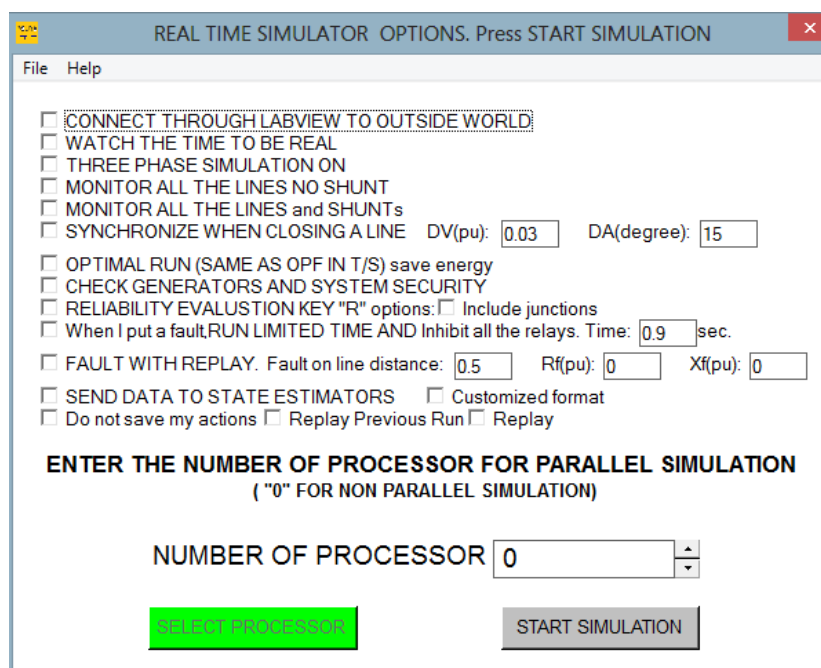 REAL TIME SIMULATOR OPTIONS. Press START SIMULATION
File Help
CONNECT THROUGH LABVIEW TO OUTSIDE WORLD
WATCH THE TIME TO BE REAL
THREE PHASE SIMULATION ON
MONITOR ALL THE LINES NO SHUNT
MONITOR ALL THE LINES and SHUNTs
SYNCHRONIZE WHEN CLOSING A LINE DV(pu): 0.03 DA(degree): 15
OPTIMAL RUN (SAME AS OPF IN T/S) save energy
CHECK GENERATORS AND SYSTEM SECURITY
RELIABILITY EVALUSTION KEY "R" options: Include junctions
When I put a fault,RUN LIMITED TIME AND Inhibit all the relays. Time: 0.9 sec.
FAULT WITH REPLAY. Fault on line distance: 0.5 Rf(pu): 0 Xf(pu): 0
SEND DATA TO STATE ESTIMATORS Customized format
Do not save my actions Replay Previous Run Replay
ENTER THE NUMBER OF PROCESSOR FOR PARALLEL SIMULATION
( "0" FOR NON PARALLEL SIMULATION)
NUMBER OF PROCESSOR 0
SELECT PROCESSOR START SIMULATION